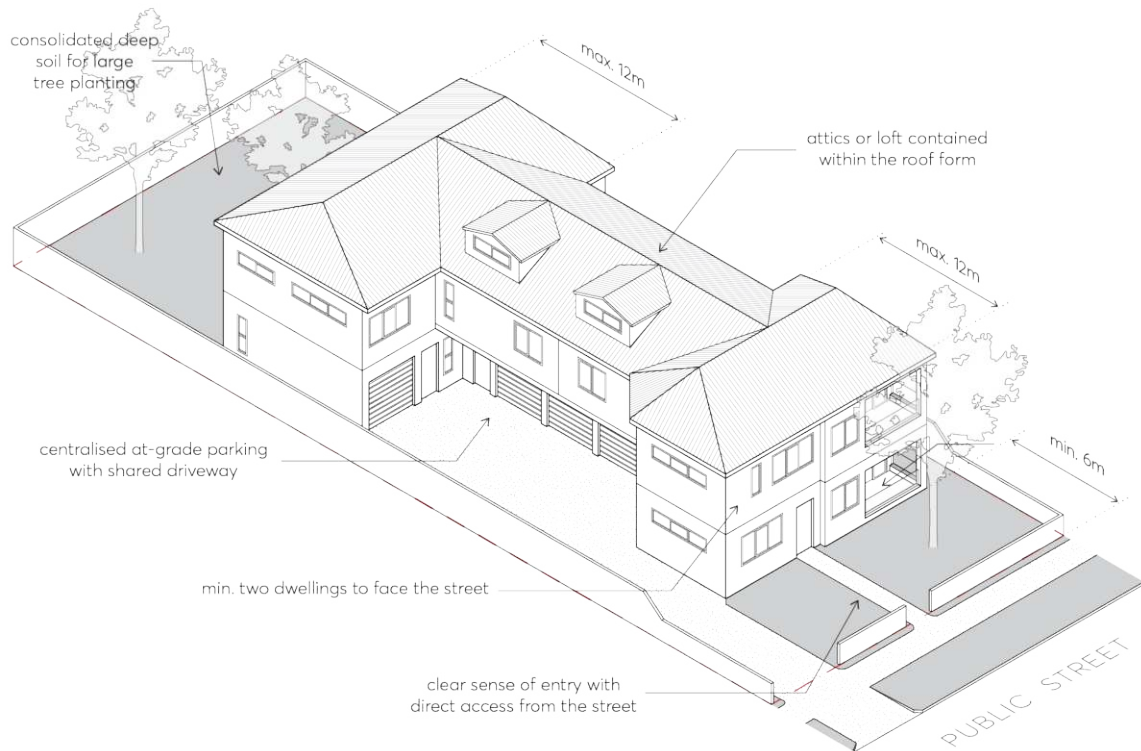 consolidated deep
soil for large
tree planting
max. 12m
attics or loft contained
within the roof form
max. 12m
min. 6m
centralised at-grade parking
with shared driveway
min. two dwellings to face the street
clear sense of entry with
direct access from the street
PUBLIC STREET